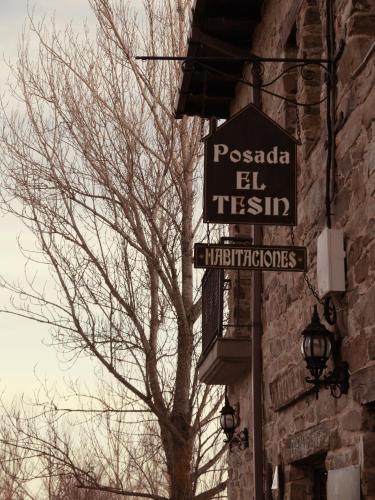 Posada
EL
TESIN
HABITACIONES